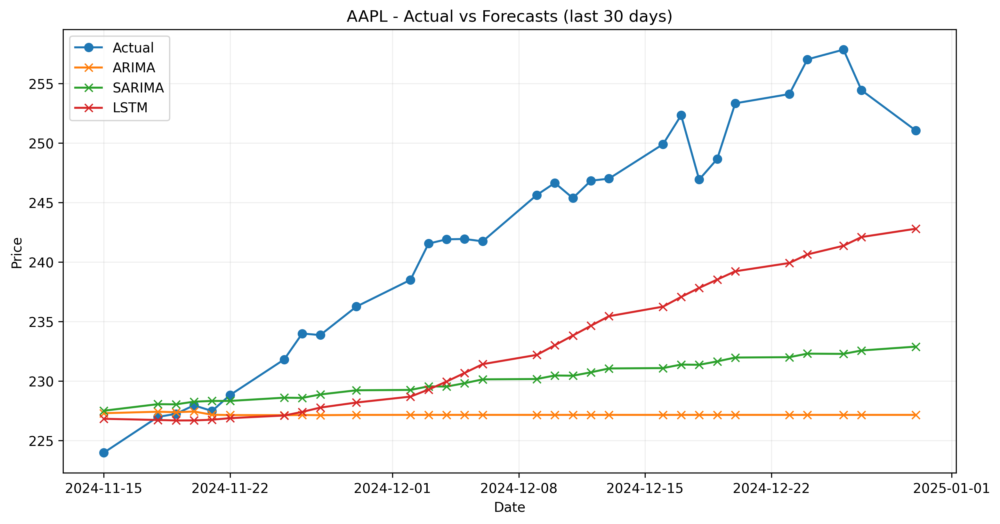 AAPL - Actual vs Forecasts (last 30 days)
Actual
ARIMA
SARIMA
LSTM
Price
255
250
245
240
235
230
225
2024-11-15
2024-11-22
2024-12-01
2024-12-08
2024-12-15
2024-12-22
2025-01-01
Date